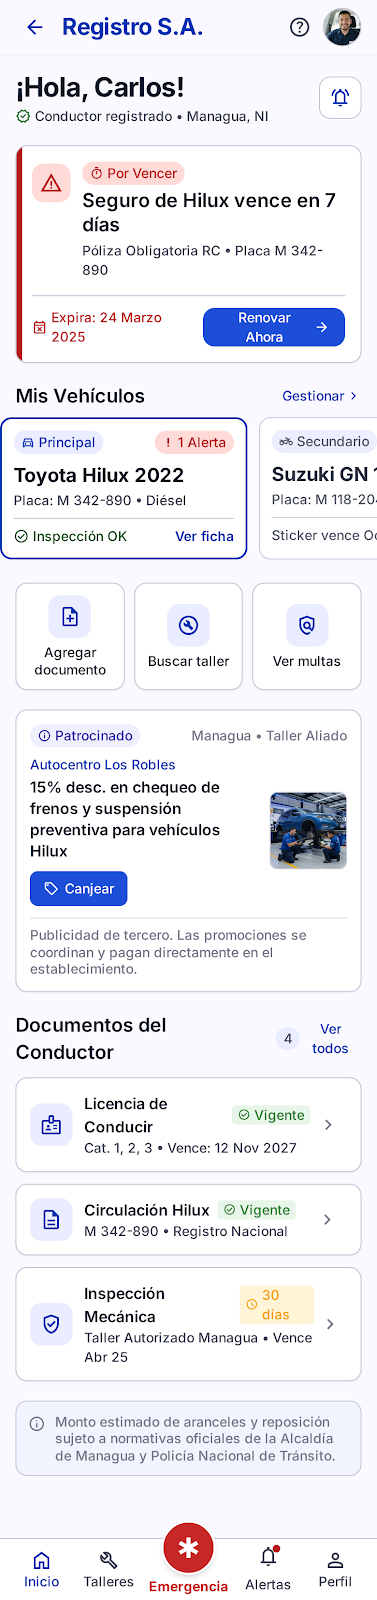 Registro S.A.
¡Hola, Carlos!
Conductor registrado • Managua, NI
Por Vencer
Seguro de Hilux vence en 7
días
Póliza Obligatoria RC • Placa M 342-
890
Expira: 24 Marzo
2025
Renovar
Ahora
Mis Vehículos
Gestionar
Principal
! 1 Alerta
Toyota Hilux 2022
Placa: M 342-890 • Diésel
Inspección OK
Ver ficha
Secundario
Suzuki GN
Placa: M 118-20
Sticker vence
Agregar
documento
Buscar taller
Ver multas
Patrocinado
Managua • Taller Aliado
Autocentro Los Robles
15% desc. en chequeo de
frenos y suspensión
preventiva para vehículos
Hilux
Canjear
Publicidad de tercero. Las promociones se
coordinan y pagan directamente en el
establecimiento.
Documentos del
Conductor
4
Ver
todos
Licencia de
Conducir
Vigente
Cat. 1, 2, 3 • Vence: 12 Nov 2027
Circulación Hilux
Vigente
M 342-890 • Registro Nacional
Inspección
Mecánica
30
días
Taller Autorizado Managua • Vence
Abr 25
Monto estimado de aranceles y reposición
sujeto a normativas oficiales de la Alcaldía
de Managua y Policía Nacional de Tránsito.
Inicio
Talleres
Emergencia
Alertas
Perfil